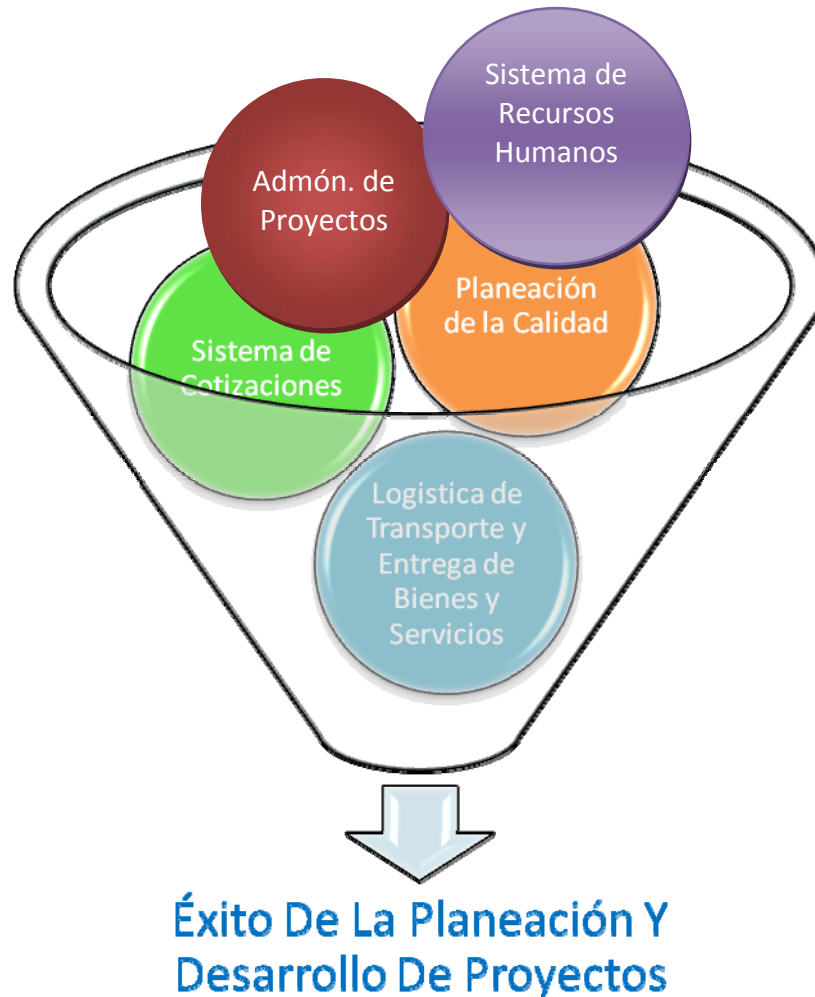 Sistema de
Recursos
Humanos
Admón. de
Proyectos
Planeación
de la Calidad
Sistema de
Cotizaciones
Logistica de
Transporte y
Entrega de
Bienes y
Servicios
Éxito De La Planeación Y
Desarrollo De Proyectos